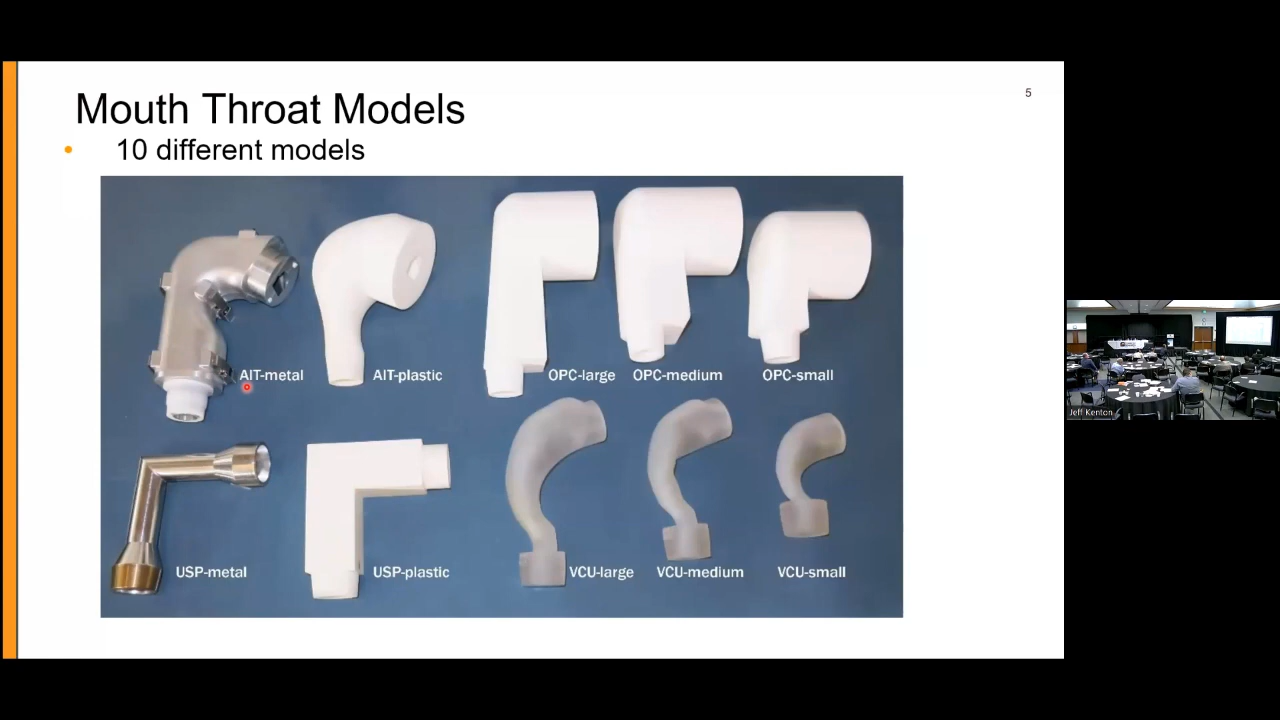 Mouth Throat Models
5
• 10 different models
AIT-metal
AIT-plastic
OPC-large
OPC-medium
OPC-small
USP-metal
USP-plastic
VCU-large
VCU-medium
VCU-small
Jeff Kenton